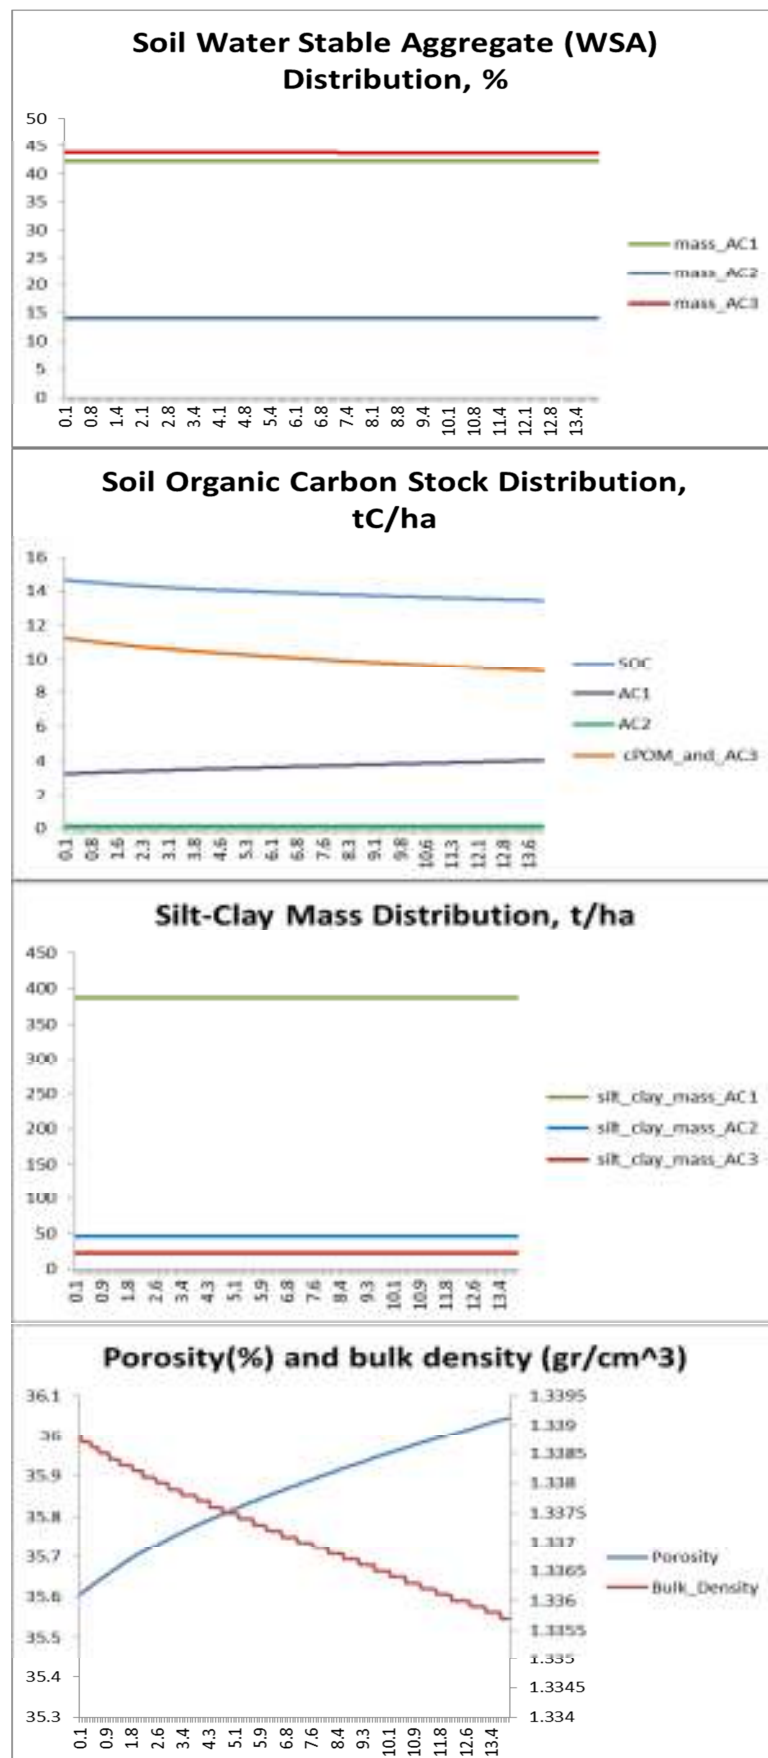 Soil Water Stable Aggregate (WSA)
Distribution, %
50
45
40
35
30
25
20
15
10
5
0
0.1 0.8 1.4 2.1 2.8 3.4 4.1 4.8 5.4 6.1 6.8 7.4 8.1 8.8 9.4 10.1 10.8 11.4 12.1 12.8 13.4
mass_AC1
mass_AC2
mass_AC3
Soil Organic Carbon Stock Distribution,
tC/ha
16
14
12
10
8
6
4
2
0
0.1 0.8 1.6 2.3 3.1 3.8 4.6 5.3 6.1 6.8 7.6 8.3 9.1 9.8 10.6 11.3 12.1 12.8 13.6
SOC
AC1
AC2
cPOM_and_AC3
Silt-Clay Mass Distribution, t/ha
450
400
350
300
250
200
150
100
50
0
0.1 0.9 1.8 2.6 3.4 4.3 5.1 5.9 6.8 7.6 8.4 9.3 10.1 10.9 11.8 12.6 13.4
silt_clay_mass_AC1
silt_clay_mass_AC2
silt_clay_mass_AC3
Porosity(%) and bulk density (gr/cm^3)
36.1
36
35.9
35.8
35.7
35.6
35.5
35.4
35.3
1.3395
1.339
1.3385
1.338
1.3375
1.337
1.3365
1.336
1.3355
1.335
1.3345
1.334
0.1 0.9 1.8 2.6 3.4 4.3 5.1 5.9 6.8 7.6 8.4 9.3 10.1 10.9 11.8 12.6 13.4
Porosity
Bulk_Density